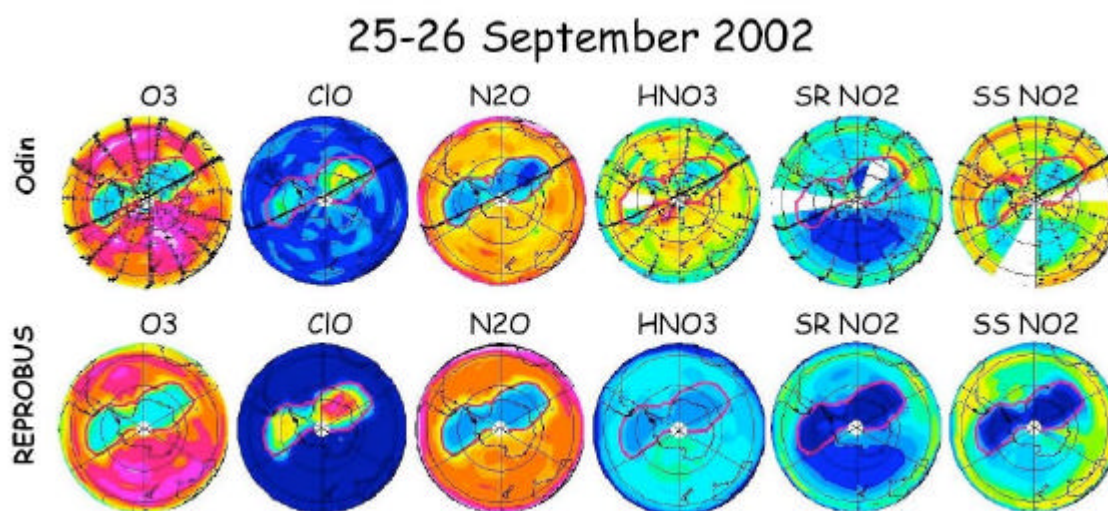 25-26 September 2002
O3 ClO N2O HNO3 SR NO2 SS NO2
Odin
O3 ClO N2O HNO3 SR NO2 SS NO2
REPROBUS